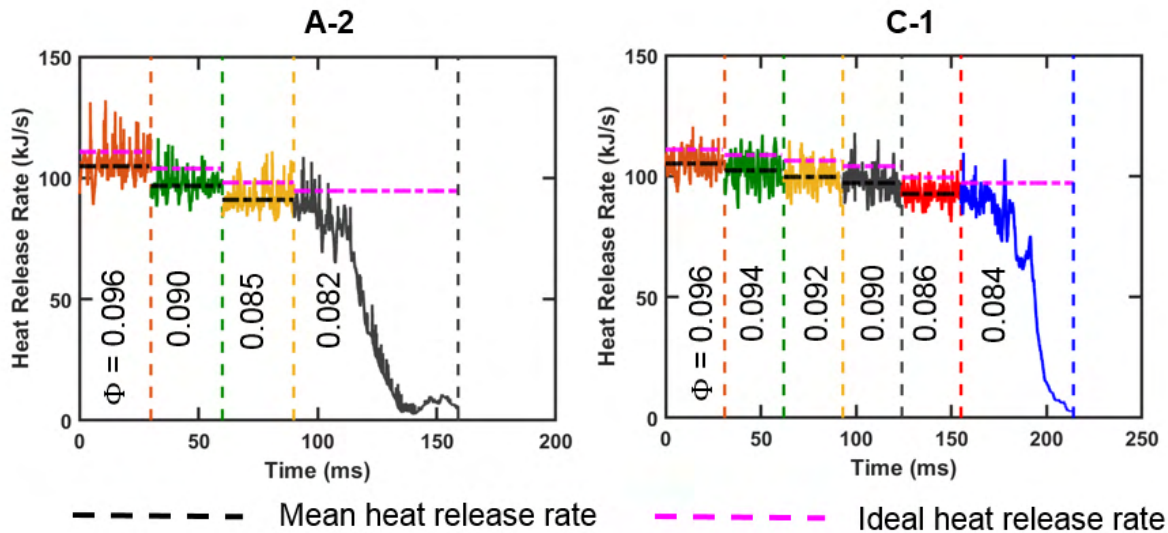 A-2
150
100
50
0
Heat Release Rate (kJ/s)
Φ = 0.096
0.090
0.085
0.082
0
50
100
150
200
Time (ms)
C-1
150
100
50
0
Heat Release Rate (kJ/s)
Φ = 0.096
0.094
0.092
0.090
0.086
0.084
0
50
100
150
200
250
Time (ms)
Mean heat release rate
Ideal heat release rate